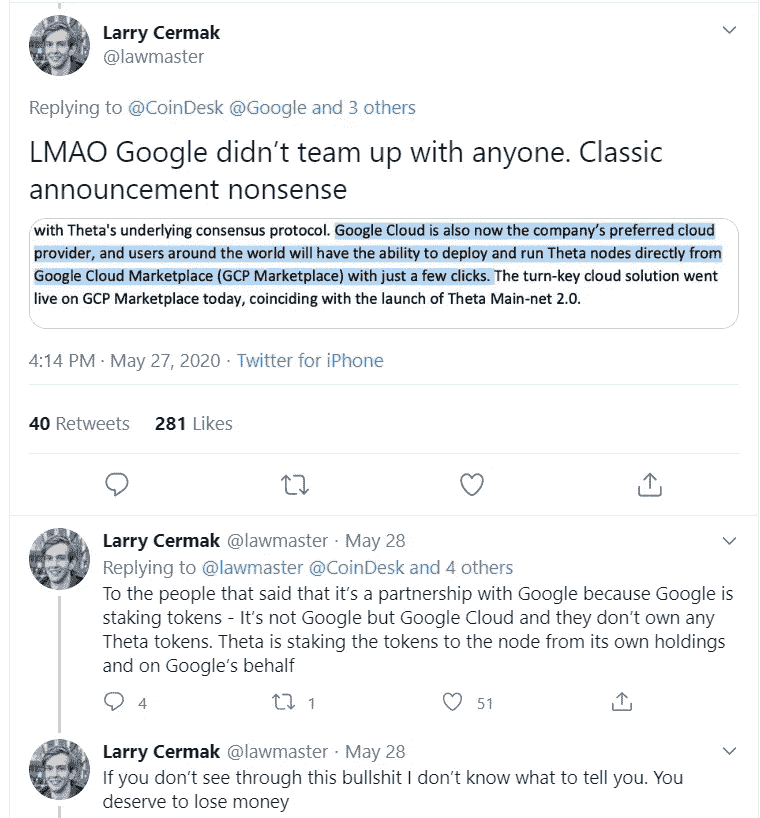 Larry Cermak
@lawmaster
Replying to @CoinDesk @Google and 3 others
LMAO Google didn't team up with anyone. Classic
announcement nonsense
with Theta's underlying consensus protocol. Google Cloud is also now the company's preferred cloud
provider, and users around the world will have the ability to deploy and run Theta nodes directly from
Google Cloud Marketplace (GCP Marketplace) with just a few clicks. The turn-key cloud solution went
live on GCP Marketplace today, coinciding with the launch of Theta Main-net 2.0.
4:14 PM · May 27, 2020 · Twitter for iPhone
40 Retweets 281 Likes
Larry Cermak @lawmaster · May 28
Replying to @lawmaster @CoinDesk and 4 others
To the people that said that it's a partnership with Google because Google is
staking tokens - It's not Google but Google Cloud and they don't own any
Theta tokens. Theta is staking the tokens to the node from its own holdings
and on Google's behalf
4 1 51
Larry Cermak @lawmaster · May 28
If you don't see through this bullshit I don't know what to tell you. You
deserve to lose money